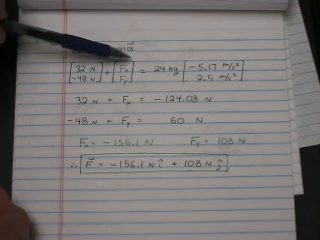 [32 N -48 N] + [Fx Fy] = 24 kg [-5.17 m/s² 2.5 m/s²]
32 N + Fx = -124.08 N
-48 N + Fy = 60 N
Fx = -156.1 N Fy = 108 N
∴ F⃗ = -156.1 N î + 108 N ĵ